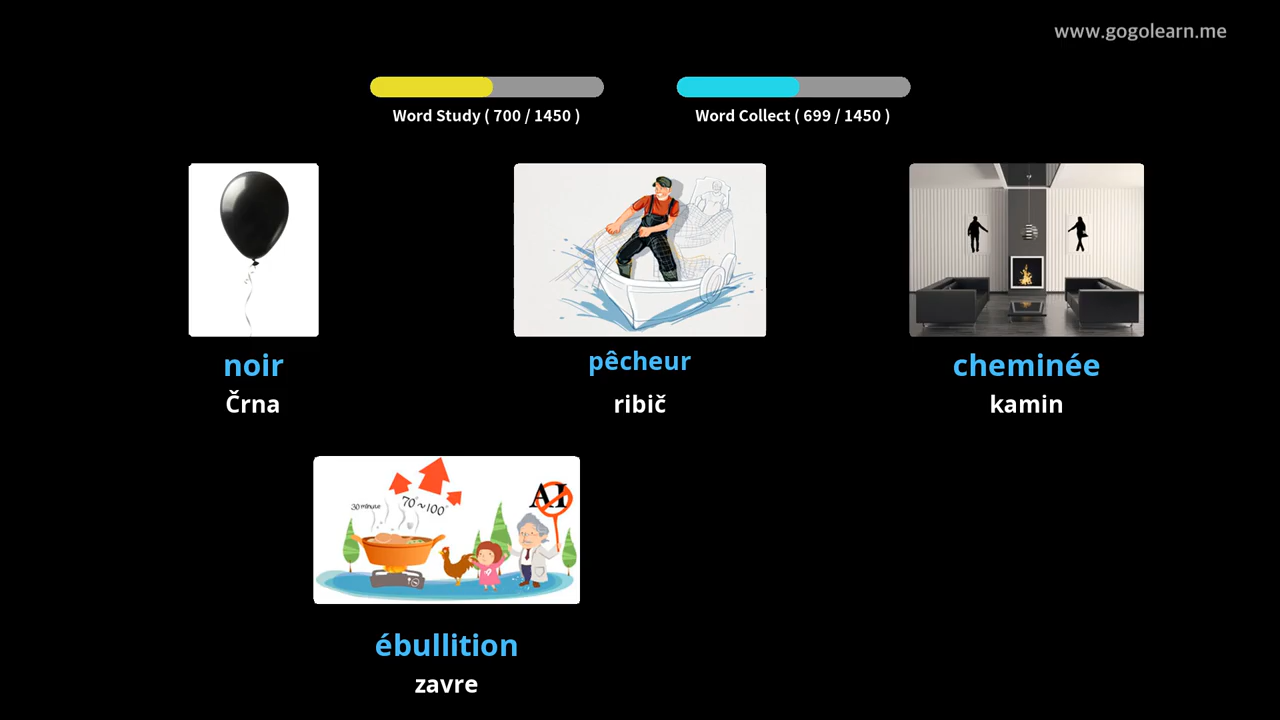 www.gogolearn.me
Word Study ( 700 / 1450 )
Word Collect ( 699 / 1450 )
noir
Črna
pêcheur
ribič
cheminée
kamin
30 minute
70°~100°
AI
ébullition
zavre